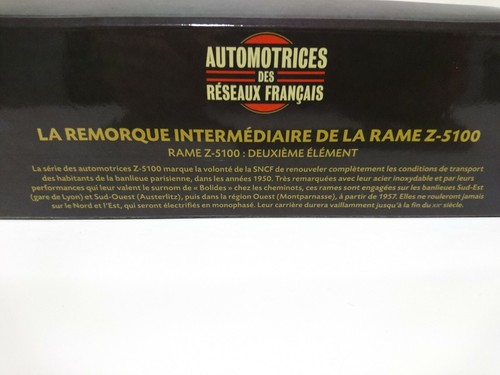 AUTOMOTRICES
DES
RÉSEAUX FRANÇAIS
LA REMORQUE INTERMÉDIAIRE DE LA RAME Z-5100
RAME Z-5100 : DEUXIÈME ÉLÉMENT
La série des automotrices Z-5100 marque la volonté de la SNCF de renouveler complètement les conditions de transport
des habitants de la banlieue parisienne, dans les années 1950. Très remarquées avec leur acier inoxydable et par leurs
performances qui leur valent le surnom de « Bolides » chez les cheminots, ces rames sont engagées sur les banlieues Sud-Est
(gare de Lyon) et Sud-Ouest (Austerlitz), puis dans la région Ouest (Montparnasse), à partir de 1957. Elles ne rouleront jamais
sur le Nord et l'Est, qui seront électrifiés en monophasé. Leur carrière durera vaillamment jusqu'à la fin du XXe siècle.